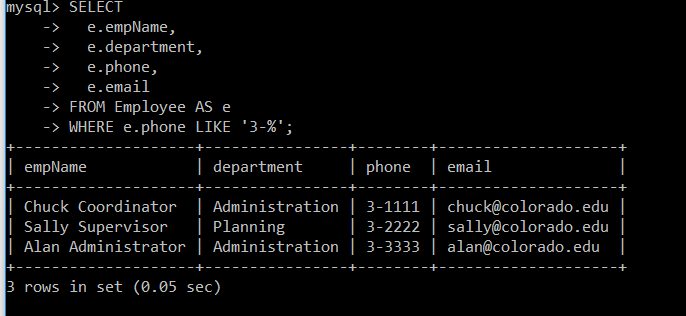 mysql> SELECT
    ->   e.empName,
    ->   e.department,
    ->   e.phone,
    ->   e.email
    -> FROM Employee AS e
    -> WHERE e.phone LIKE '3-%';
+--------------------+----------------+--------+--------------------+
| empName            | department     | phone  | email              |
+--------------------+----------------+--------+--------------------+
| Chuck Coordinator  | Administration | 3-1111 | chuck@colorado.edu |
| Sally Supervisor   | Planning       | 3-2222 | sally@colorado.edu |
| Alan Administrator | Administration | 3-3333 | alan@colorado.edu  |
+--------------------+----------------+--------+--------------------+
3 rows in set (0.05 sec)